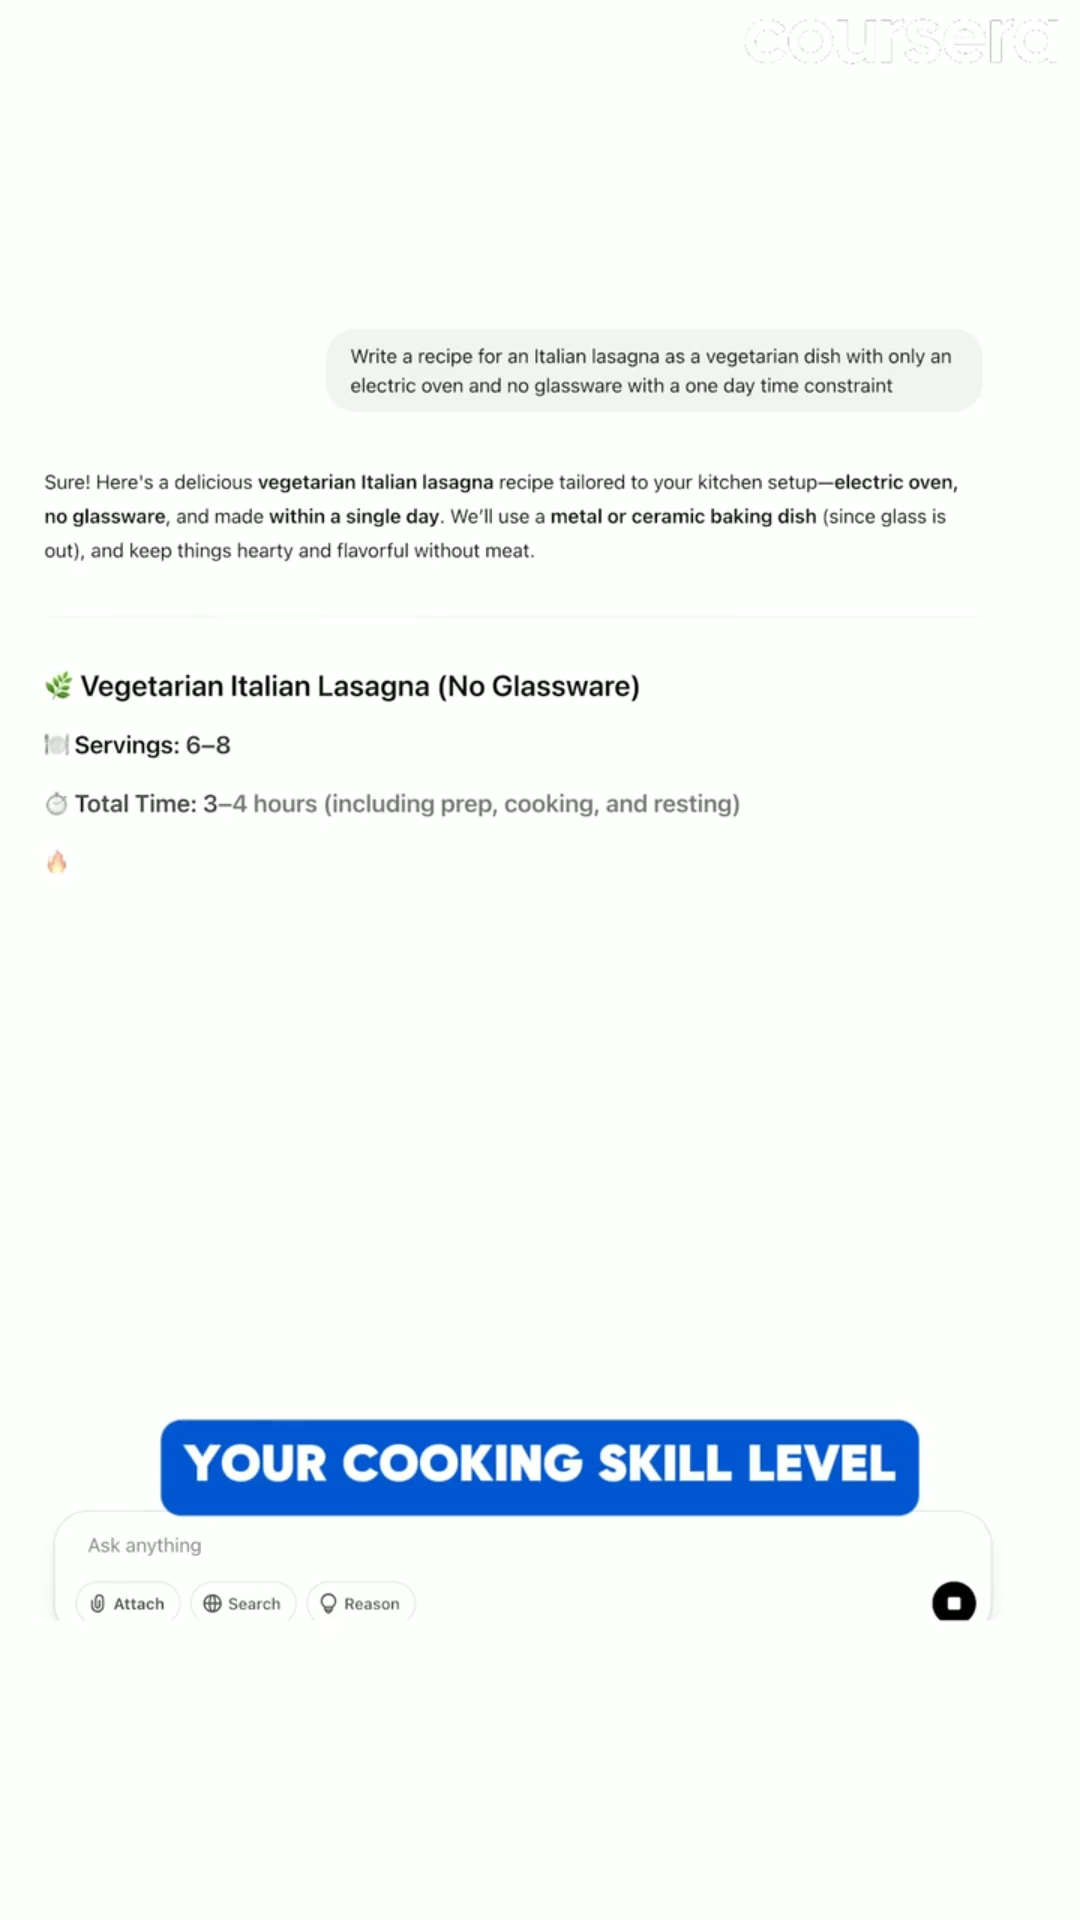 coursera
Write a recipe for an Italian lasagna as a vegetarian dish with only an
electric oven and no glassware with a one day time constraint
Sure! Here's a delicious vegetarian Italian lasagna recipe tailored to your kitchen setup—electric oven,
no glassware, and made within a single day. We'll use a metal or ceramic baking dish (since glass is
out), and keep things hearty and flavorful without meat.
🌿 Vegetarian Italian Lasagna (No Glassware)
🍽️ Servings: 6–8
⏱️ Total Time: 3–4 hours (including prep, cooking, and resting)
🔥
YOUR COOKING SKILL LEVEL
Ask anything
Attach Search Reason